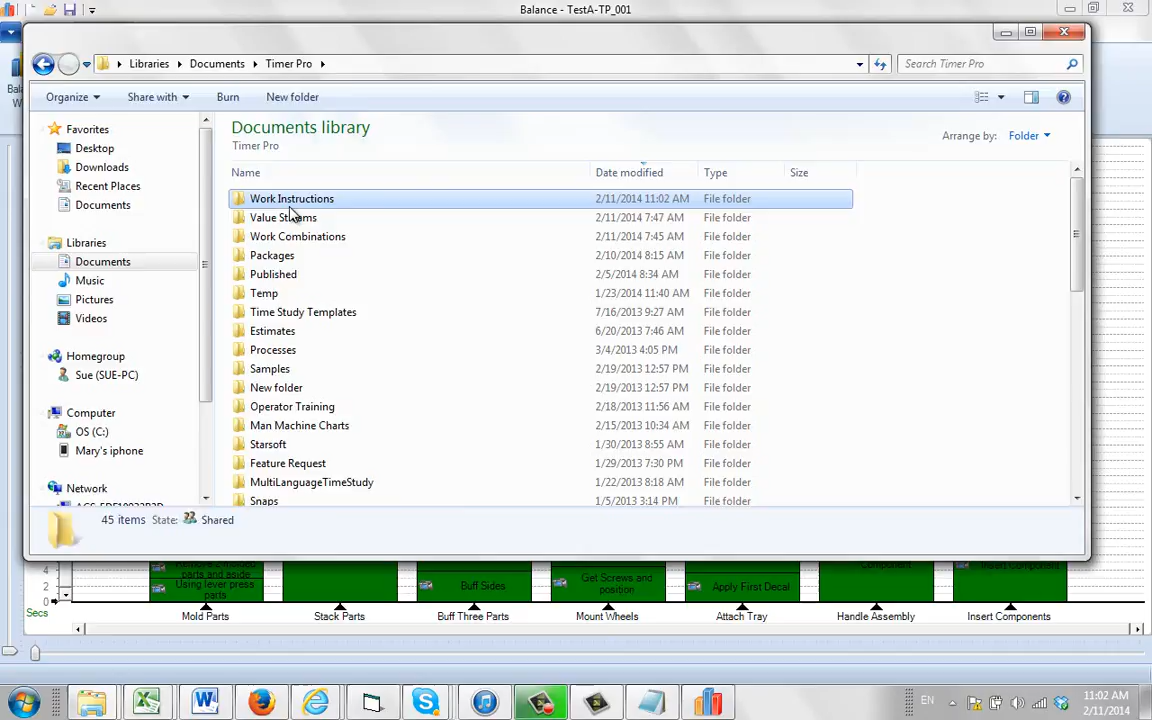 Balance - TestA-TP_001
Libraries Documents Timer Pro
Search Timer Pro
Organize Share with Burn New folder
Favorites
Desktop
Downloads
Recent Places
Documents
Libraries
Documents
Music
Pictures
Videos
Homegroup
Sue (SUE-PC)
Computer
OS (C:)
Mary's iphone
Network
Documents library
Timer Pro
Arrange by: Folder
Name Date modified Type Size
Work Instructions 2/11/2014 11:02 AM File folder
Value Streams 2/11/2014 7:47 AM File folder
Work Combinations 2/11/2014 7:45 AM File folder
Packages 2/10/2014 8:15 AM File folder
Published 2/5/2014 8:34 AM File folder
Temp 1/23/2014 11:40 AM File folder
Time Study Templates 7/16/2013 9:27 AM File folder
Estimates 6/20/2013 7:46 AM File folder
Processes 3/4/2013 4:05 PM File folder
Samples 2/19/2013 12:57 PM File folder
New folder 2/19/2013 12:57 PM File folder
Operator Training 2/18/2013 11:56 AM File folder
Man Machine Charts 2/15/2013 10:34 AM File folder
Starsoft 1/30/2013 8:55 AM File folder
Feature Request 1/29/2013 7:30 PM File folder
MultiLanguageTimeStudy 1/22/2013 8:18 AM File folder
Snaps 1/5/2013 3:14 PM File folder
45 items State: Shared
parts and aside
Using lever press
parts
Buff Sides
Get Screws and
position
Apply First Decal
Component
Insert Component
4
2
Secs
0
Mold Parts Stack Parts Buff Three Parts Mount Wheels Attach Tray Handle Assembly Insert Components
EN
11:02 AM
2/11/2014